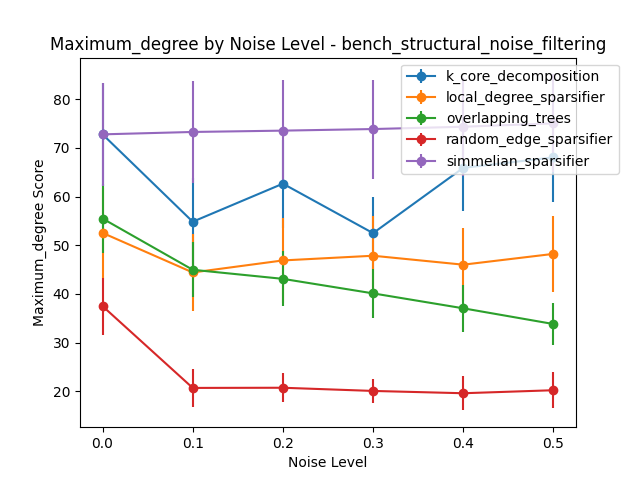 Maximum_degree by Noise Level - bench_structural_noise_filtering
k_core_decomposition
local_degree_sparsifier
overlapping_trees
random_edge_sparsifier
simmelian_sparsifier
Maximum_degree Score
80
70
60
50
40
30
20
0.0 0.1 0.2 0.3 0.4 0.5
Noise Level